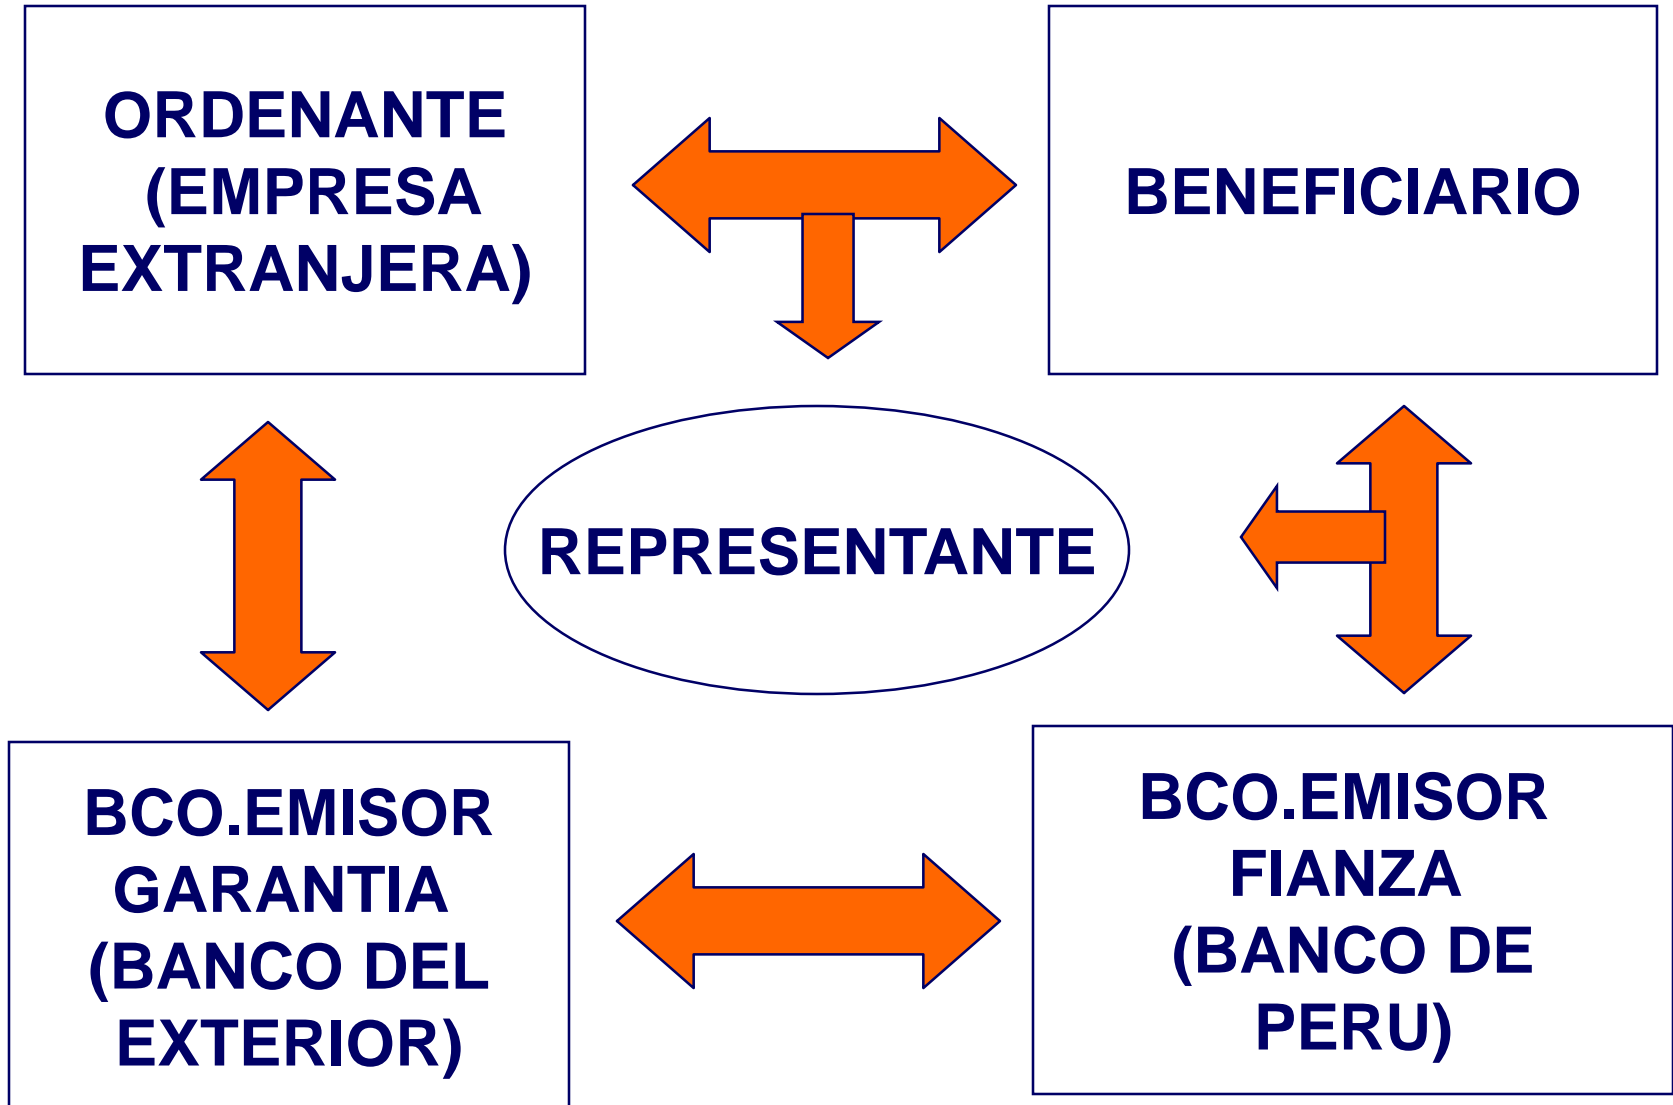 ORDENANTE
(EMPRESA
EXTRANJERA)
BENEFICIARIO
REPRESENTANTE
BCO.EMISOR
GARANTIA
(BANCO DEL
EXTERIOR)
BCO.EMISOR
FIANZA
(BANCO DE
PERU)